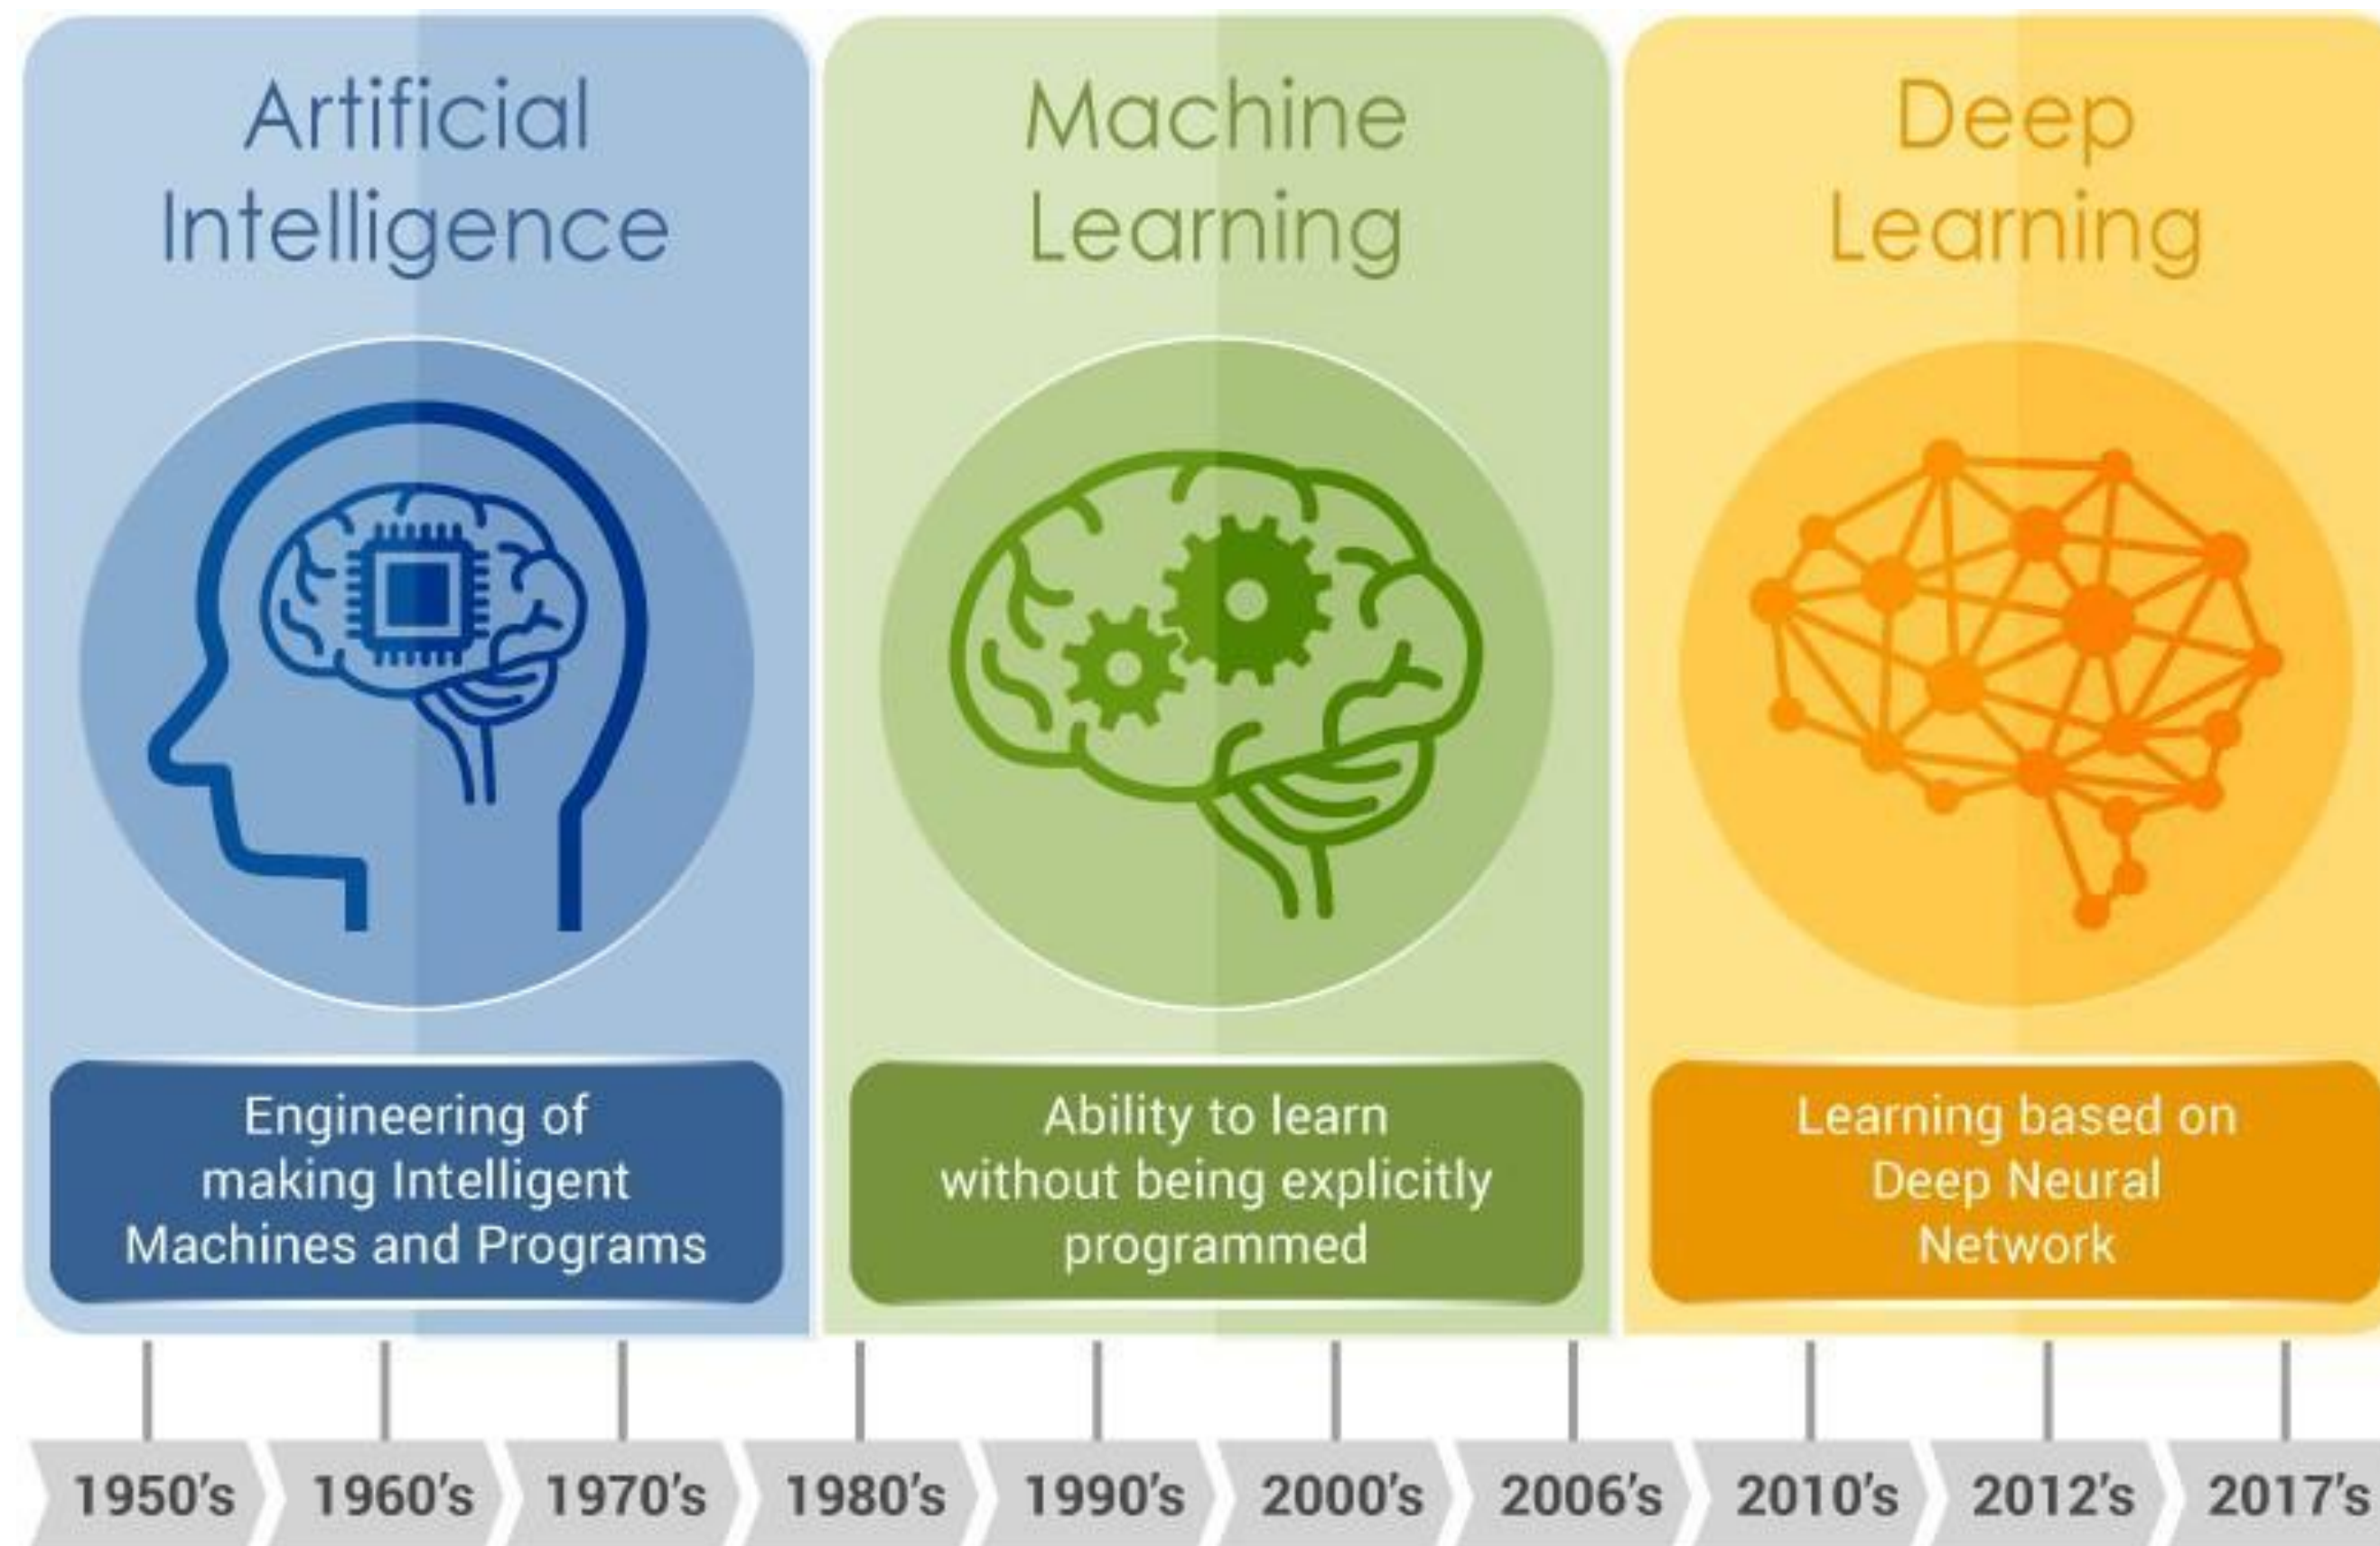 Artificial
Intelligence
Machine
Learning
Deep
Learning
Engineering of
making Intelligent
Machines and Programs
Ability to learn
without being explicitly
programmed
Learning based on
Deep Neural
Network
1950's 1960's 1970's 1980's 1990's 2000's 2006's 2010's 2012's 2017's